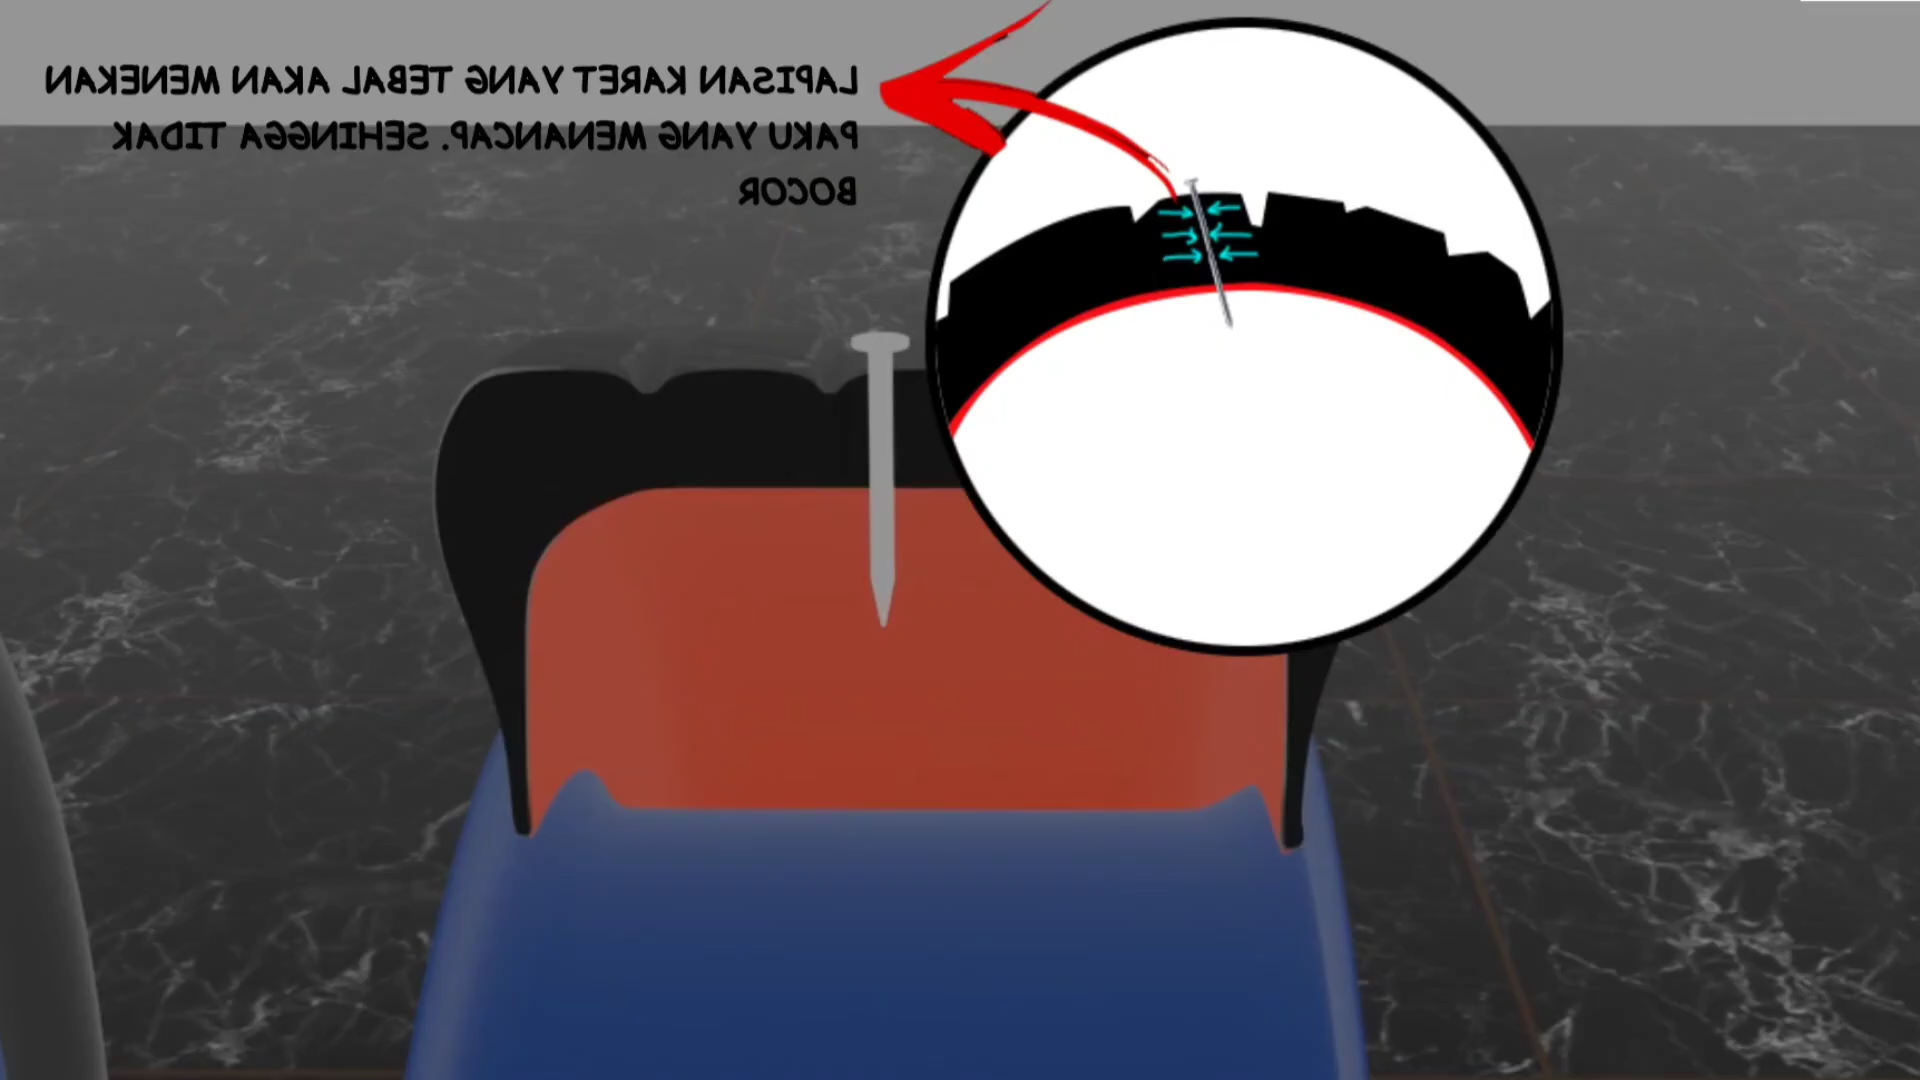 LAPISAN KARET YANG TEBAL AKAN MENEKAN
PAKU YANG MENANCAP. SEHINGGA TIDAK
BOCOR